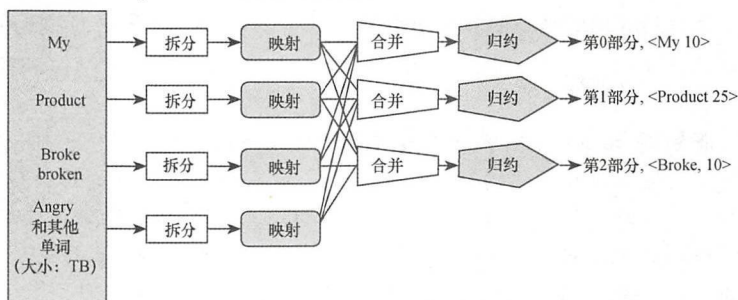 My
拆分
映射
合并
归约
第0部分, <My 10>
Product
拆分
映射
合并
归约
第1部分, <Product 25>
Broke
broken
拆分
映射
合并
归约
第2部分, <Broke, 10>
Angry
和其他
单词
(大小：TB)
拆分
映射